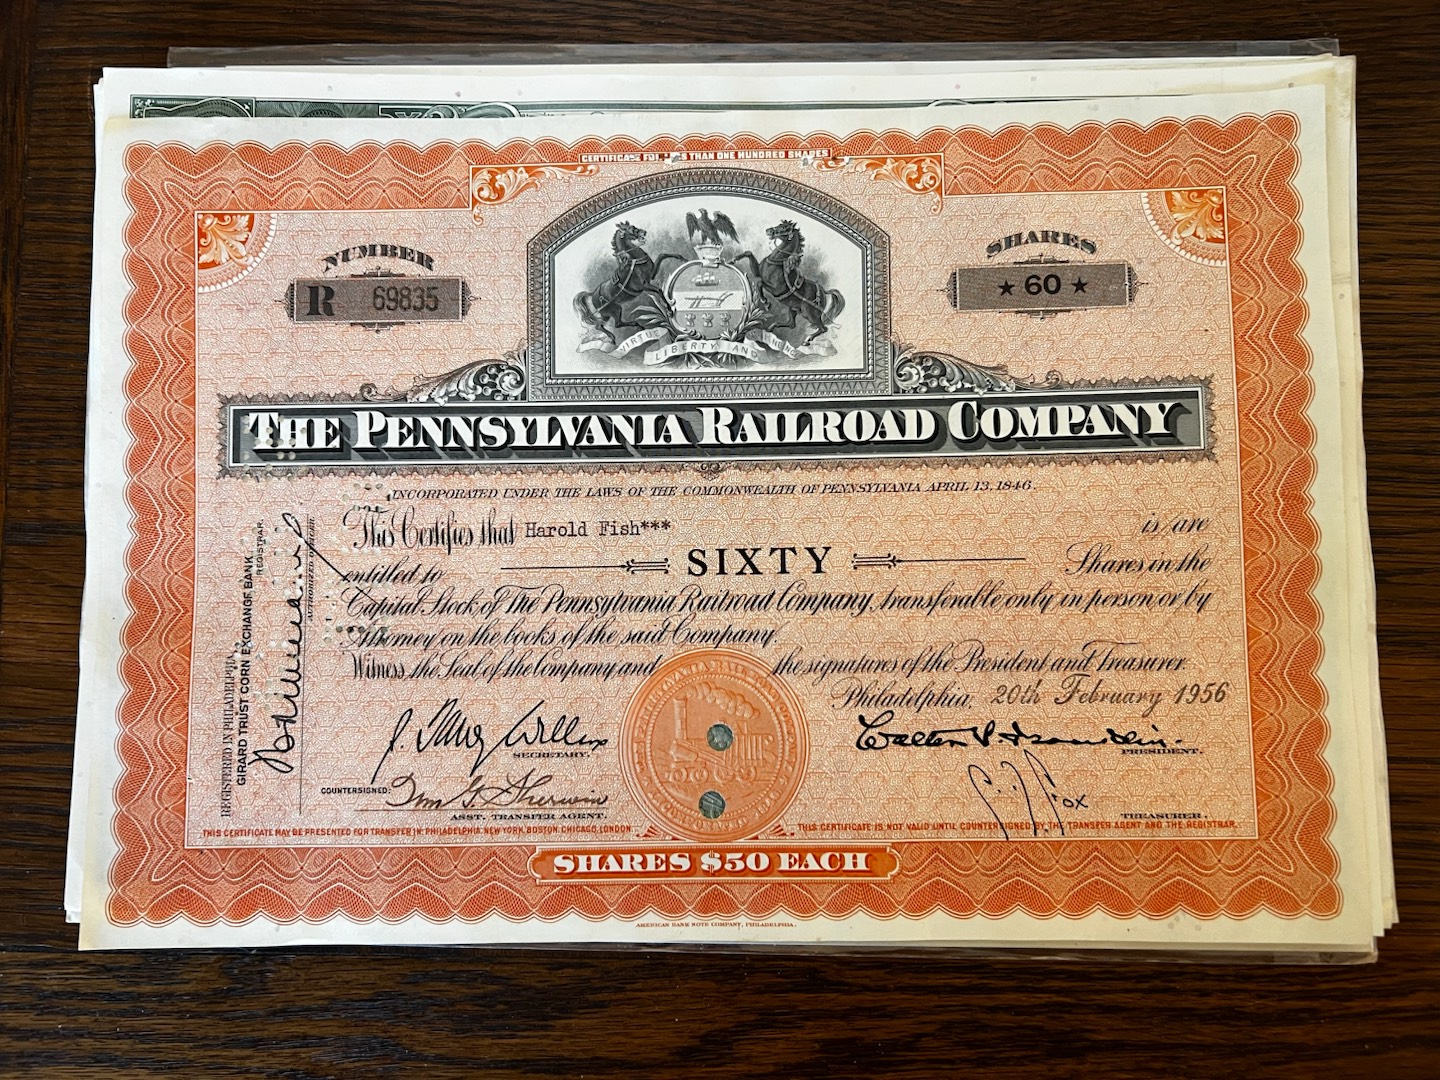 CERTIFICATE FOR LESS THAN ONE HUNDRED SHARES
NUMBER
R 69835
SHARES
★ 60 ★
VIRTUE LIBERTY AND
THE PENNSYLVANIA RAILROAD COMPANY
INCORPORATED UNDER THE LAWS OF THE COMMONWEALTH OF PENNSYLVANIA APRIL 13, 1846.
This Certifies that Harold Fish*** is/are
entitled to SIXTY Shares in the
Capital Stock of The Pennsylvania Railroad Company, transferable only in person or by
Attorney on the books of the said Company.
Witness the Seal of the Company and the signatures of the President and Treasurer.
Philadelphia, 20th February 1956
REGISTERED IN PHILADELPHIA
GIRARD TRUST CORN EXCHANGE BANK
REGISTRAR.
AUTHORIZED OFFICER.
SECRETARY.
PRESIDENT.
COUNTERSIGNED:
Wm G. Sherwin
ASST. TRANSFER AGENT.
Fox
TREASURER.
THIS CERTIFICATE MAY BE PRESENTED FOR TRANSFER IN PHILADELPHIA, NEW YORK, BOSTON, CHICAGO, LONDON.
THIS CERTIFICATE IS NOT VALID UNTIL COUNTERSIGNED BY THE TRANSFER AGENT AND THE REGISTRAR.
SHARES $50 EACH
AMERICAN BANK NOTE COMPANY, PHILADELPHIA.